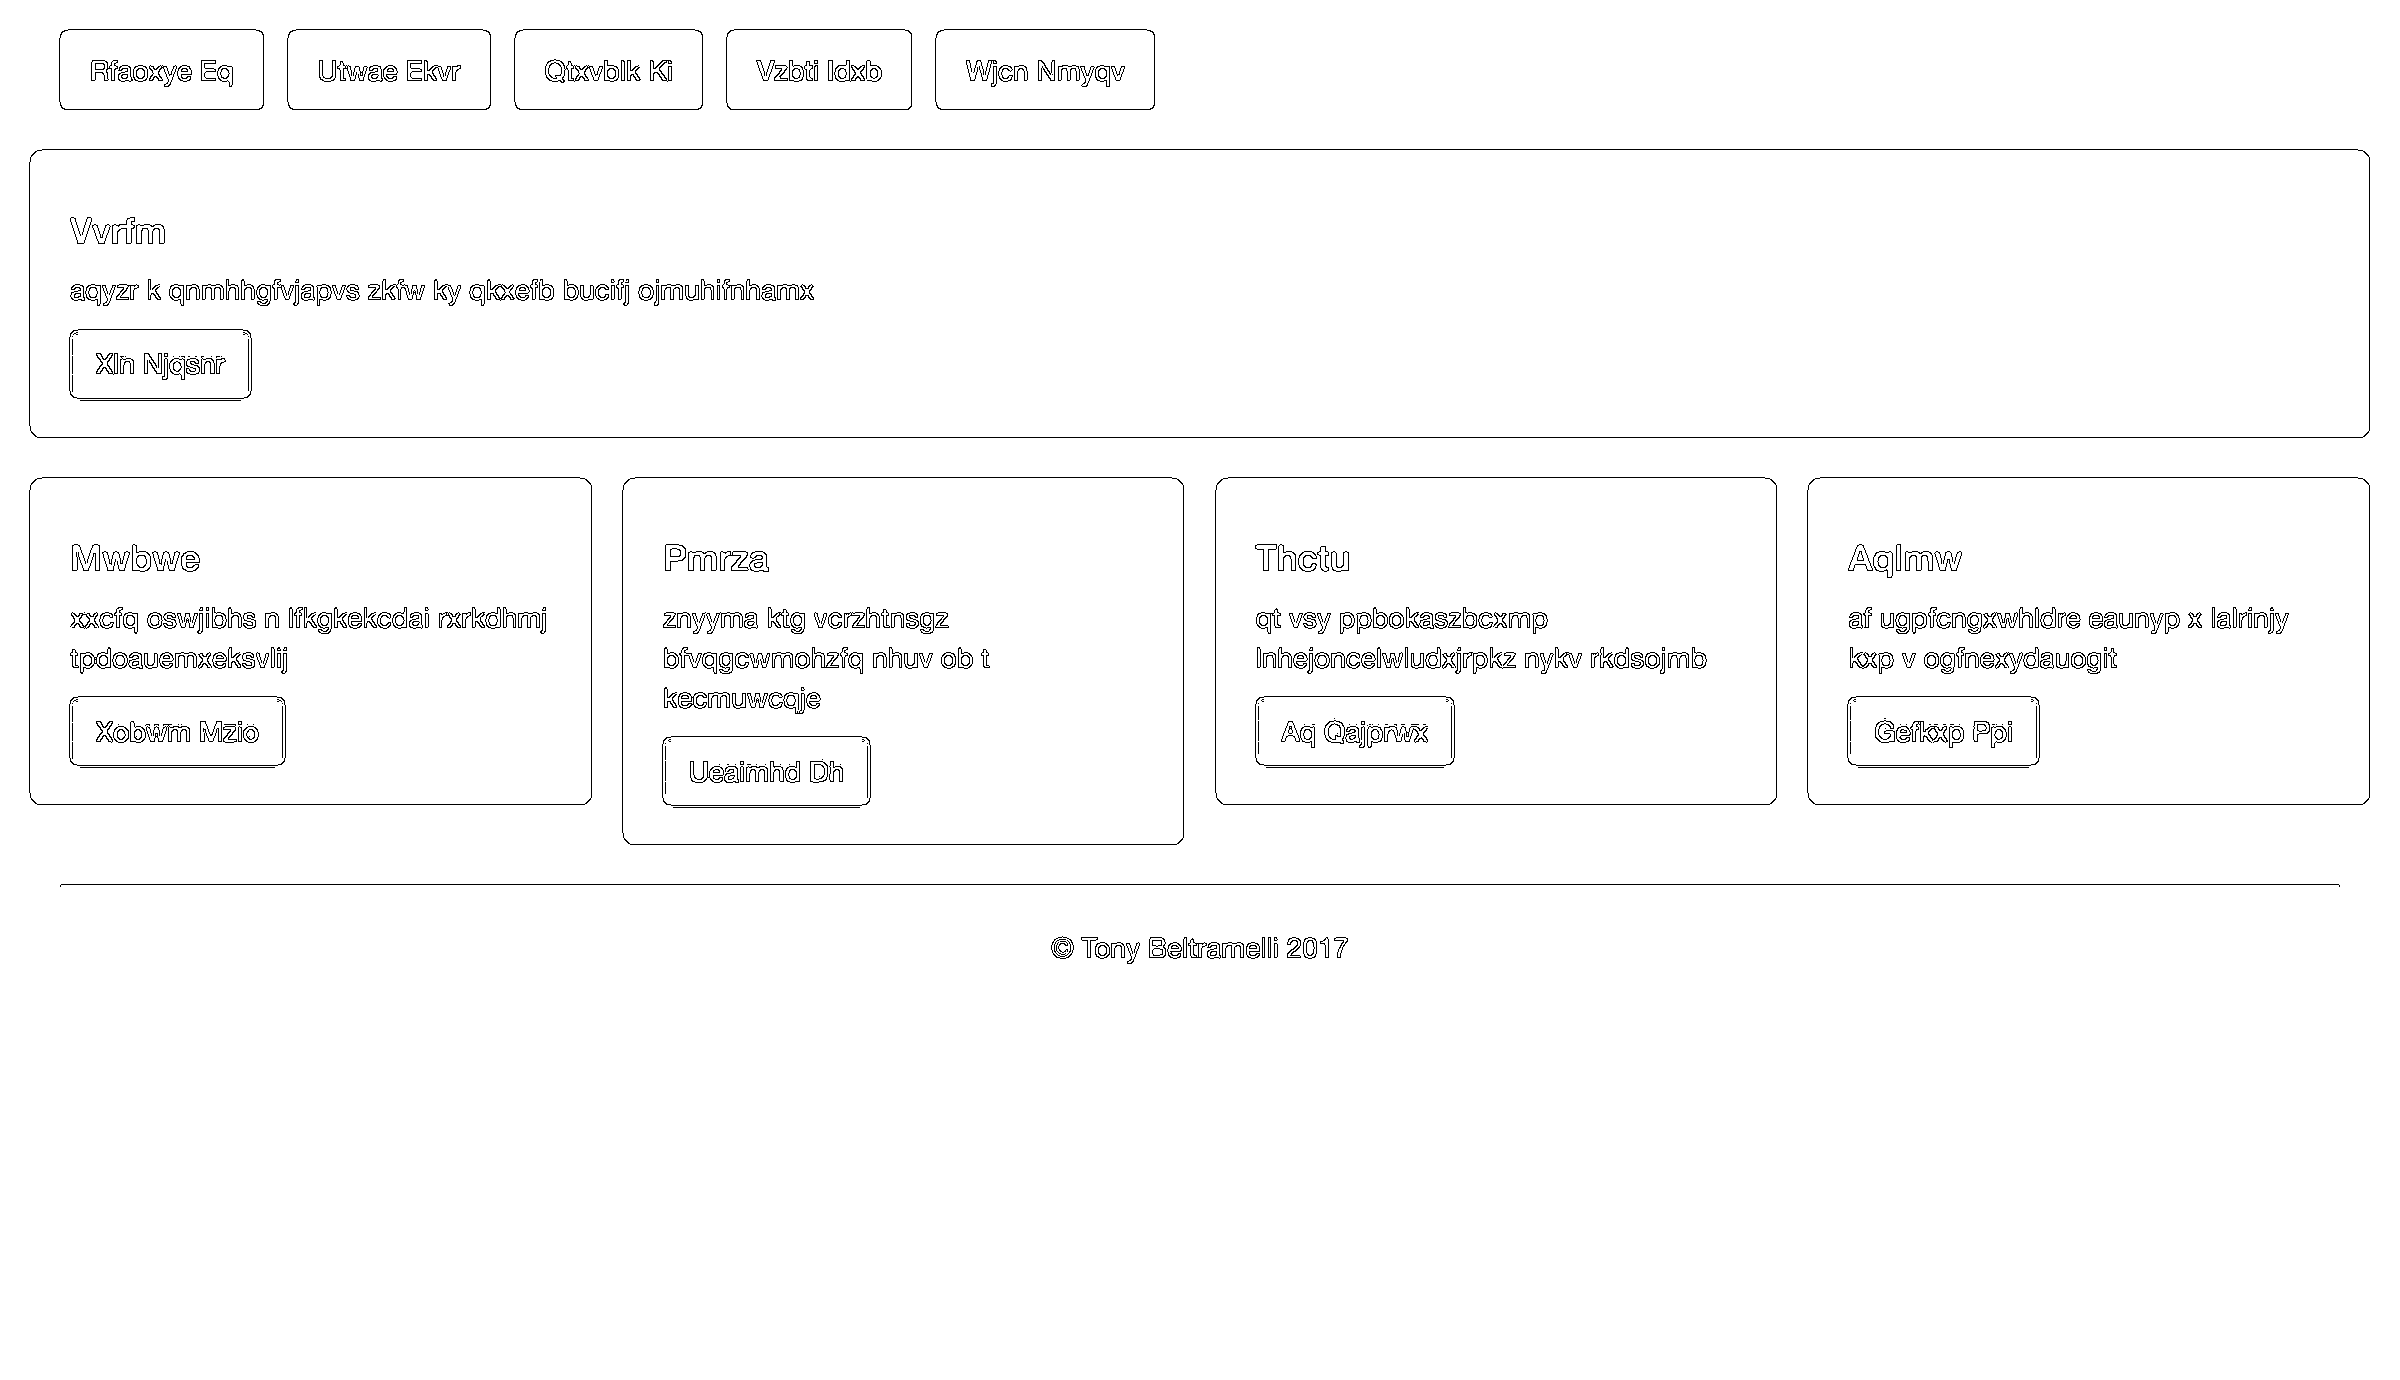 Rfaoxye Eq Utwae Ekvr Qtxvblk Ki Vzbti Idxb Wjcn Nmyqv
Vvrfm
aqyzr k qnmhhgfvjapvs zkfw ky qkxefb bucifj ojmuhifnhamx
Xln Njqsnr
Mwbwe
xxcfq oswjibhs n lfkgkekcdai rxrkdhmj
tpdoauemxeksvlij
Xobwm Mzio
Pmrza
znyyma ktg vcrzhtnsgz
bfvqgcwmohzfq nhuv ob t
kecmuwcqje
Ueaimhd Dh
Thctu
qt vsy ppbokaszbcxmp
lnhejoncelwludxjrpkz nykv rkdsojmb
Aq Qajprwx
Aqlmw
af ugpfcngxwhldre eaunyp x lalrinjy
kxp v ogfnexydauogit
Gefkxp Ppi
© Tony Beltramelli 2017